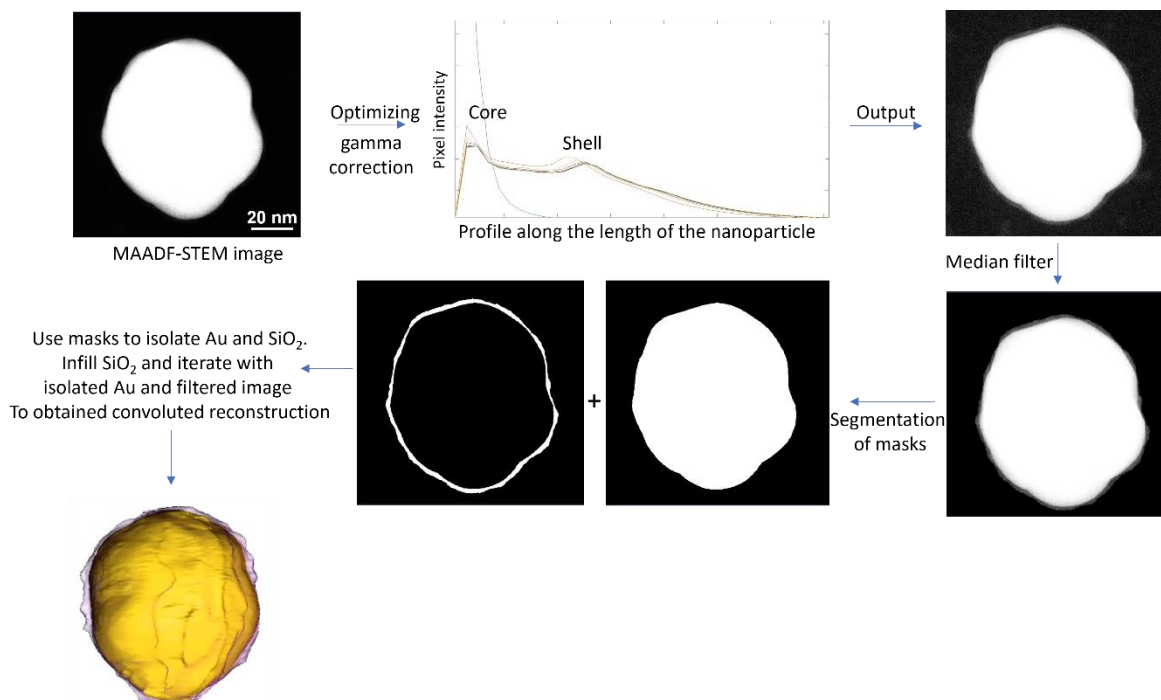 20 nm
MAADF-STEM image
Optimizing
gamma
correction
Pixel intensity
Core
Shell
Profile along the length of the nanoparticle
Output
Median filter
Segmentation
of masks
+
Use masks to isolate Au and SiO₂.
Infill SiO₂ and iterate with
isolated Au and filtered image
To obtained convoluted reconstruction